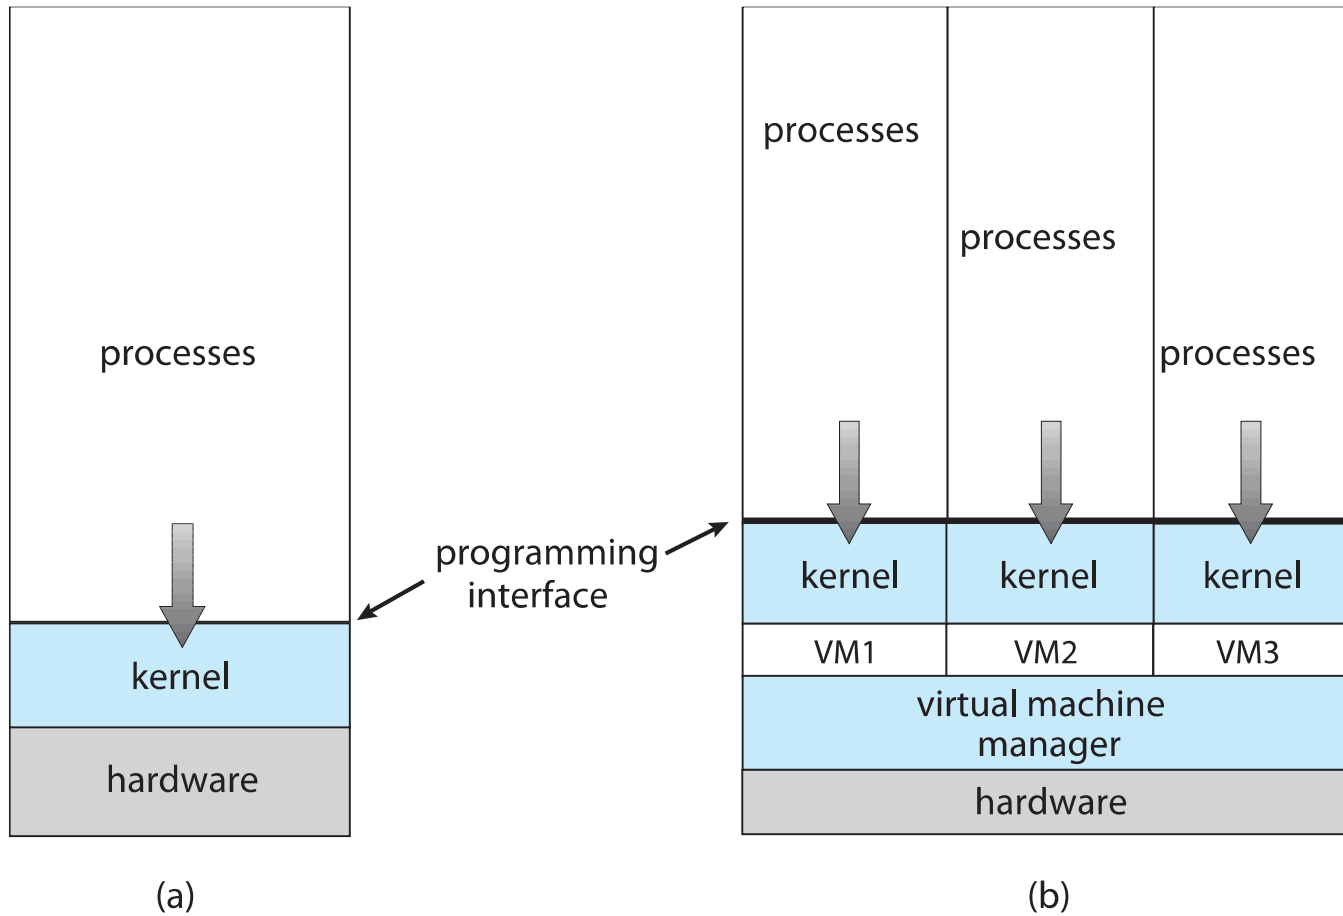 processes
kernel
hardware
(a)
programming
interface
processes
processes
processes
kernel
kernel
kernel
VM1
VM2
VM3
virtual machine
manager
hardware
(b)